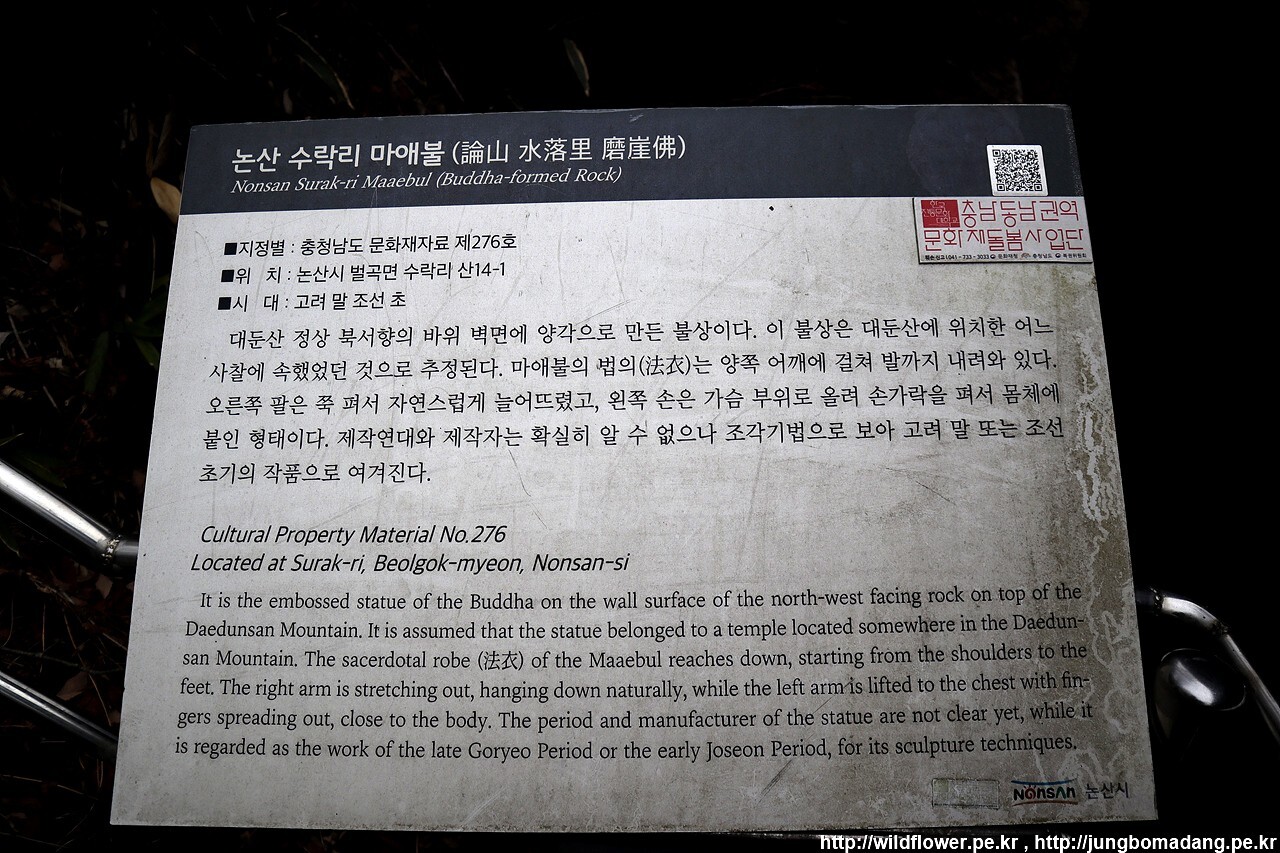 논산 수락리 마애불 (論山 水落里 磨崖佛)
Nonsan Surak-ri Maaebul (Buddha-formed Rock)
충남동남권역
문화재돌봄사업단
■지정별 : 충청남도 문화재자료 제276호
■위 치 : 논산시 벌곡면 수락리 산14-1
■시 대 : 고려 말 조선 초
대둔산 정상 북서향의 바위 벽면에 양각으로 만든 불상이다. 이 불상은 대둔산에 위치한 어느
사찰에 속했었던 것으로 추정된다. 마애불의 법의(法衣)는 양쪽 어깨에 걸쳐 발까지 내려와 있다.
오른쪽 팔은 쭉 펴서 자연스럽게 늘어뜨렸고, 왼쪽 손은 가슴 부위로 올려 손가락을 펴서 몸체에
붙인 형태이다. 제작연대와 제작자는 확실히 알 수 없으나 조각기법으로 보아 고려 말 또는 조선
초기의 작품으로 여겨진다.
Cultural Property Material No.276
Located at Surak-ri, Beolgok-myeon, Nonsan-si
It is the embossed statue of the Buddha on the wall surface of the north-west facing rock on top of the
Daedunsan Mountain. It is assumed that the statue belonged to a temple located somewhere in the Daedun-
san Mountain. The sacerdotal robe (法衣) of the Maaebul reaches down, starting from the shoulders to the
feet. The right arm is stretching out, hanging down naturally, while the left arm is lifted to the chest with fin-
gers spreading out, close to the body. The period and manufacturer of the statue are not clear yet, while it
is regarded as the work of the late Goryeo Period or the early Joseon Period, for its sculpture techniques.
Nonsan 논산시
http://wildflower.pe.kr , http://jungbomadang.pe.kr